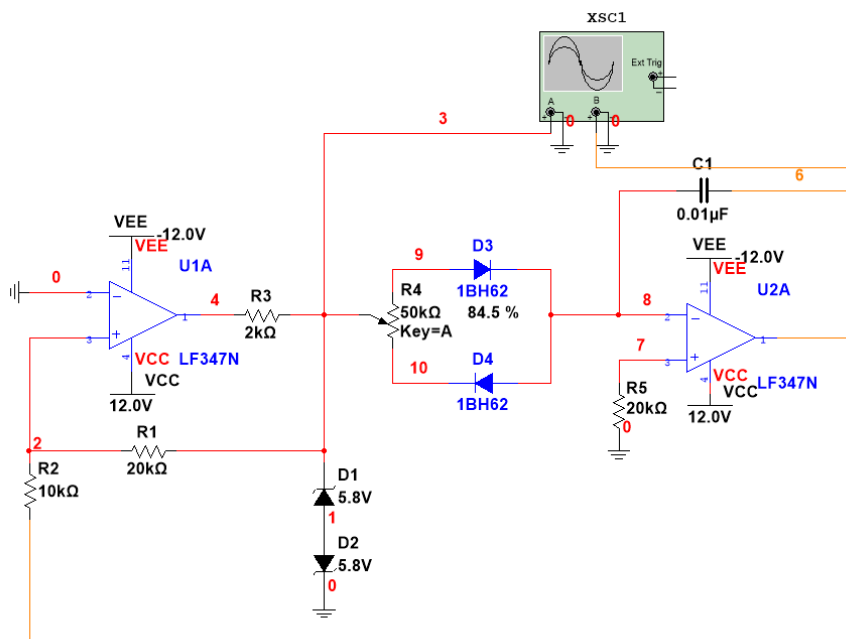 XSC1
Ext Trig
+
−
A
B
+
−
+
−
0
0
3
C1
6
0.01µF
VEE
-12.0V
VEE
11
U1A
0
2
−
4
R3
2kΩ
3
+
1
4
VCC
LF347N
VCC
12.0V
9
D3
1BH62
R4
50kΩ
Key=A
84.5 %
10
D4
1BH62
VEE
-12.0V
VEE
11
U2A
8
2
−
7
3
+
1
4
VCC
LF347N
VCC
12.0V
R5
20kΩ
0
2
R1
20kΩ
R2
10kΩ
D1
5.8V
1
D2
5.8V
0